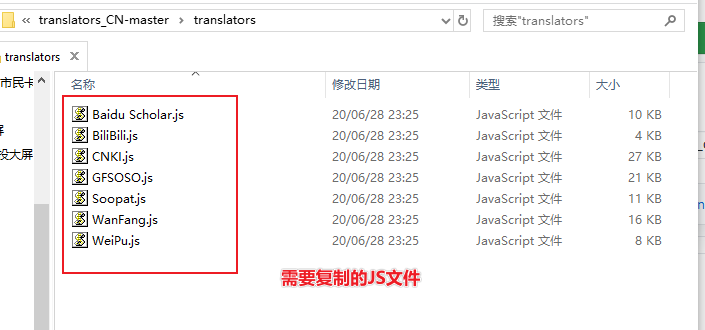 « translators_CN-master › translators
搜索"translators"
translators
名称 修改日期 类型 大小
市民卡
Baidu Scholar.js 20/06/28 23:25 JavaScript 文件 10 KB
屏
BiliBili.js 20/06/28 23:25 JavaScript 文件 4 KB
投大屏
CNKI.js 20/06/28 23:25 JavaScript 文件 27 KB
GFSOSO.js 20/06/28 23:25 JavaScript 文件 21 KB
Soopat.js 20/06/28 23:25 JavaScript 文件 11 KB
WanFang.js 20/06/28 23:25 JavaScript 文件 16 KB
WeiPu.js 20/06/28 23:25 JavaScript 文件 8 KB
需要复制的JS文件